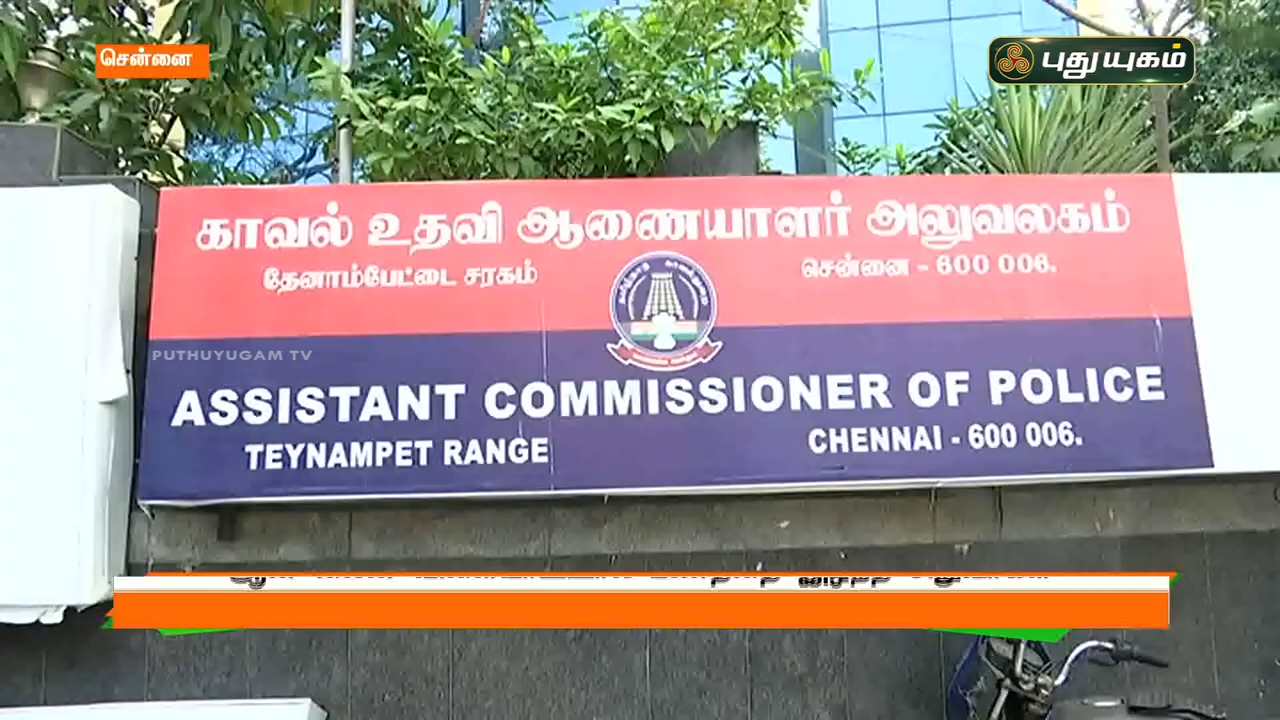 சென்னை
புதுயுகம்
காவல் உதவி ஆணையாளர் அலுவலகம்
தேனாம்பேட்டை சரகம்
சென்னை - 600 006.
PUTHUYUGAM TV
ASSISTANT COMMISSIONER OF POLICE
TEYNAMPET RANGE
CHENNAI - 600 006.